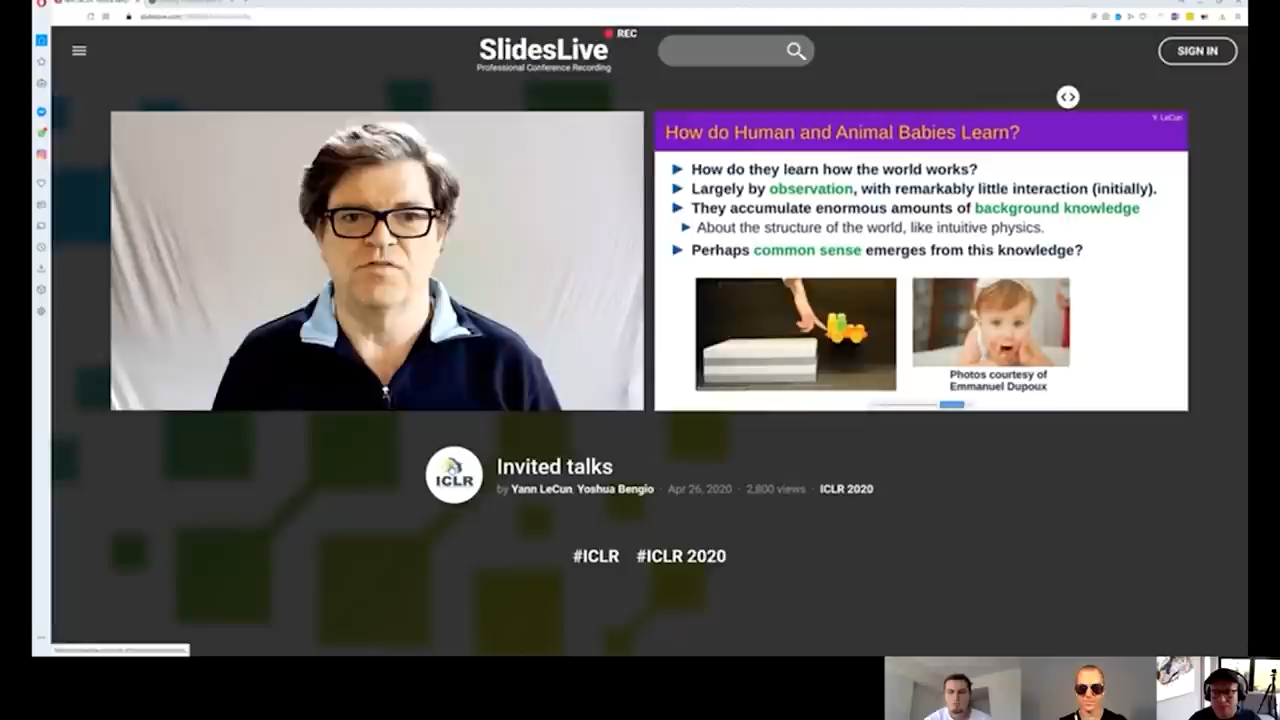 REC
SlidesLive
Professional Conference Recording
SIGN IN
Y. LeCun
How do Human and Animal Babies Learn?
How do they learn how the world works?
Largely by observation, with remarkably little interaction (initially).
They accumulate enormous amounts of background knowledge
About the structure of the world, like intuitive physics.
Perhaps common sense emerges from this knowledge?
Photos courtesy of
Emmanuel Dupoux
ICLR
Invited talks
by Yann LeCun, Yoshua Bengio · Apr 26, 2020 · 2,800 views · ICLR 2020
#ICLR #ICLR 2020